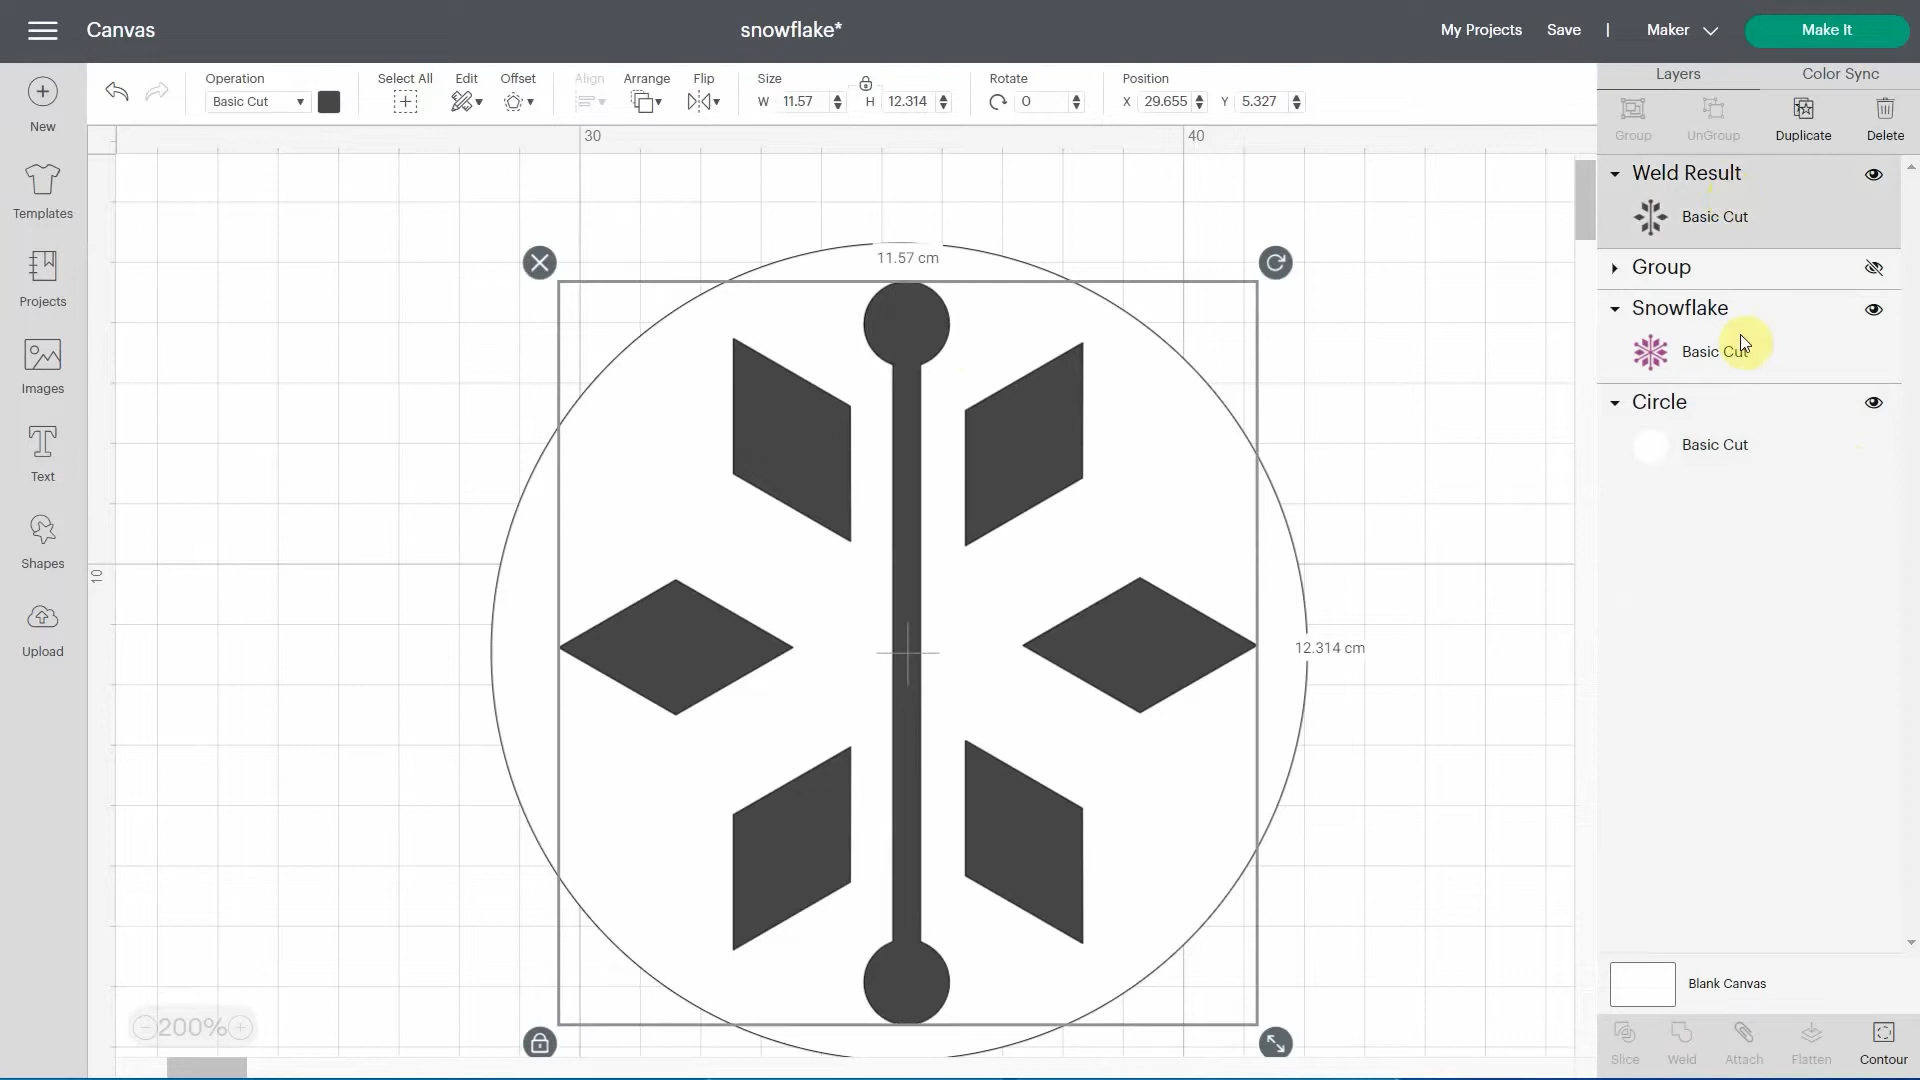 Canvas
snowflake*
My Projects Save | Maker Make It
Operation
Basic Cut
Select All
Edit
Offset
Align
Arrange
Flip
Size
W 11.57 H 12.314
Rotate
0
Position
X 29.655 Y 5.327
Layers Color Sync
Group UnGroup Duplicate Delete
New
Templates
Projects
Images
Text
Shapes
Upload
30 40
10
11.57 cm
12.314 cm
200%
Weld Result
Basic Cut
Group
Snowflake
Basic Cut
Circle
Basic Cut
Blank Canvas
Slice Weld Attach Flatten Contour